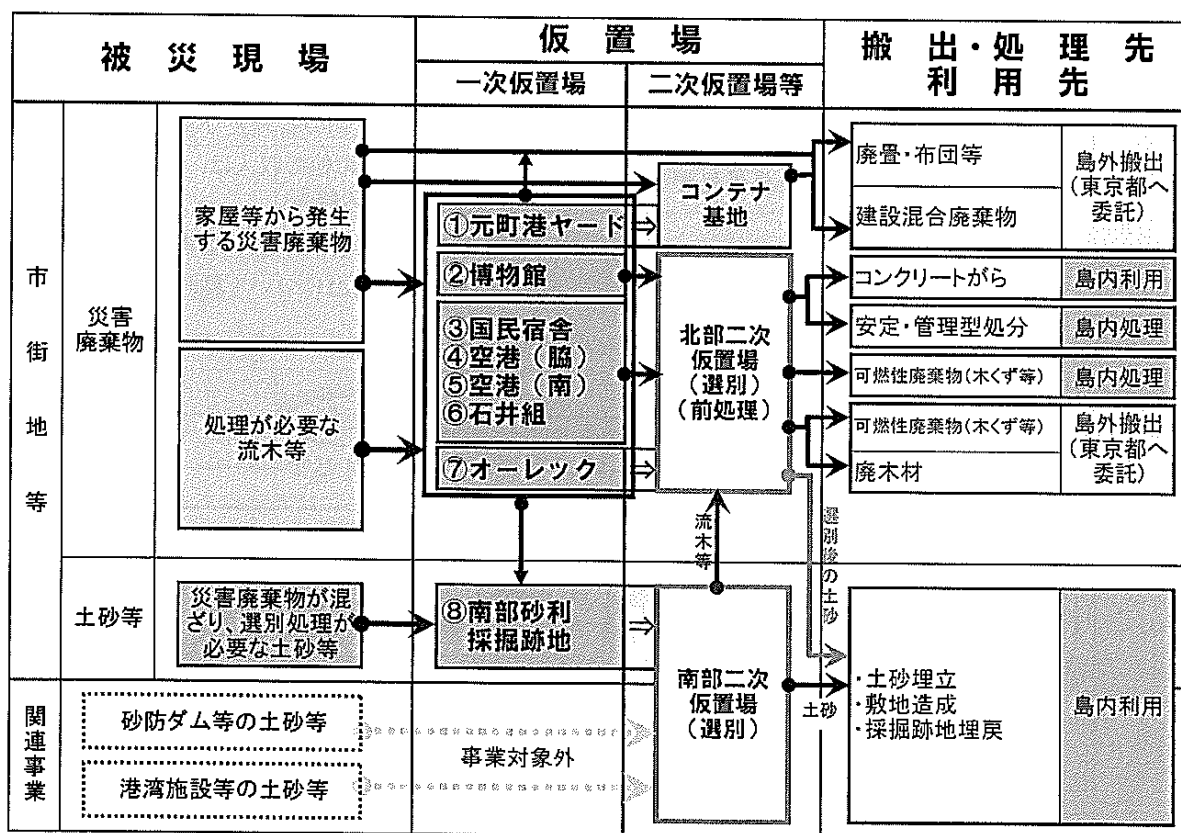 被災現場
仮置場
一次仮置場
二次仮置場等
搬出・処理先
利用先
市街地等
災害
廃棄物
家屋等から発生
する災害廃棄物
処理が必要な
流木等
①元町港ヤード
⇒
②博物館
③国民宿舎
④空港(脇)
⑤空港(南)
⑥石井組
⑦オーレック
⇒
コンテナ
基地
北部二次
仮置場
(選別)
(前処理)
廃畳・布団等
建設混合廃棄物
島外搬出
(東京都へ
委託)
コンクリートがら
島内利用
安定・管理型処分
島内処理
可燃性廃棄物(木くず等)
島内処理
可燃性廃棄物(木くず等)
廃木材
島外搬出
(東京都へ
委託)
流木等
選別後の土砂
土砂等
災害廃棄物が混
ざり、選別処理が
必要な土砂等
⑧南部砂利
採掘跡地
⇒
南部二次
仮置場
(選別)
土砂
・土砂埋立
・敷地造成
・採掘跡地埋戻
島内利用
関連事業
砂防ダム等の土砂等
事業対象外
港湾施設等の土砂等